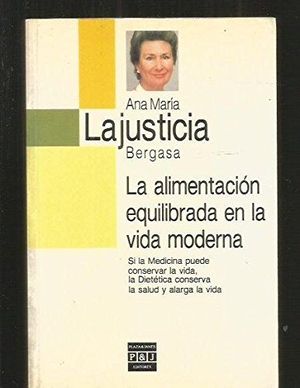 Ana María
Lajusticia
Bergasa
La alimentación
equilibrada en la
vida moderna
Si la Medicina puede
conservar la vida,
la Dietética conserva
la salud y alarga la vida
PLAZA & JANES
P&J
EDITORES